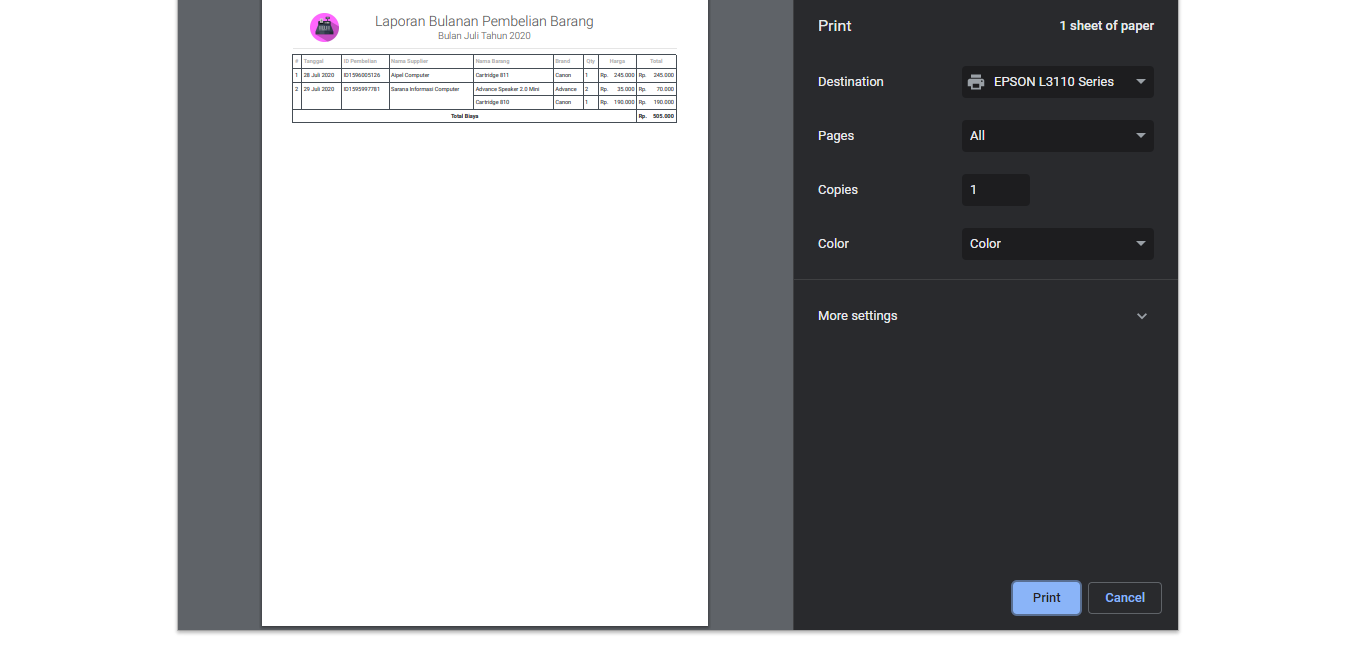 Laporan Bulanan Pembelian Barang
Bulan Juli Tahun 2020
# Tanggal ID Pembelian Nama Supplier Nama Barang Brand Qty Harga Total
1 28 Juli 2020 ID1596005126 Aipel Computer Cartridge 811 Canon 1 Rp. 245.000 Rp. 245.000
2 29 Juli 2020 ID1595997781 Sarana Informasi Computer Advance Speaker 2.0 Mini Advance 2 Rp. 35.000 Rp. 70.000
Cartridge 810 Canon 1 Rp. 190.000 Rp. 190.000
Total Biaya Rp. 505.000
Print 1 sheet of paper
Destination EPSON L3110 Series
Pages All
Copies 1
Color Color
More settings
Print Cancel